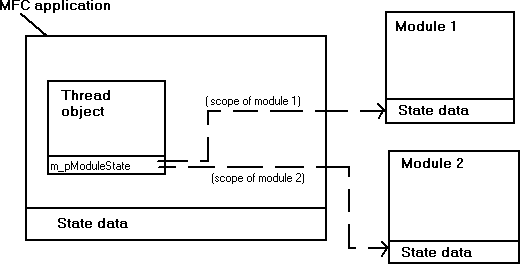 MFC application
Module 1
Thread
object
(scope of module 1)
State data
m_pModuleState
(scope of module 2)
Module 2
State data
State data